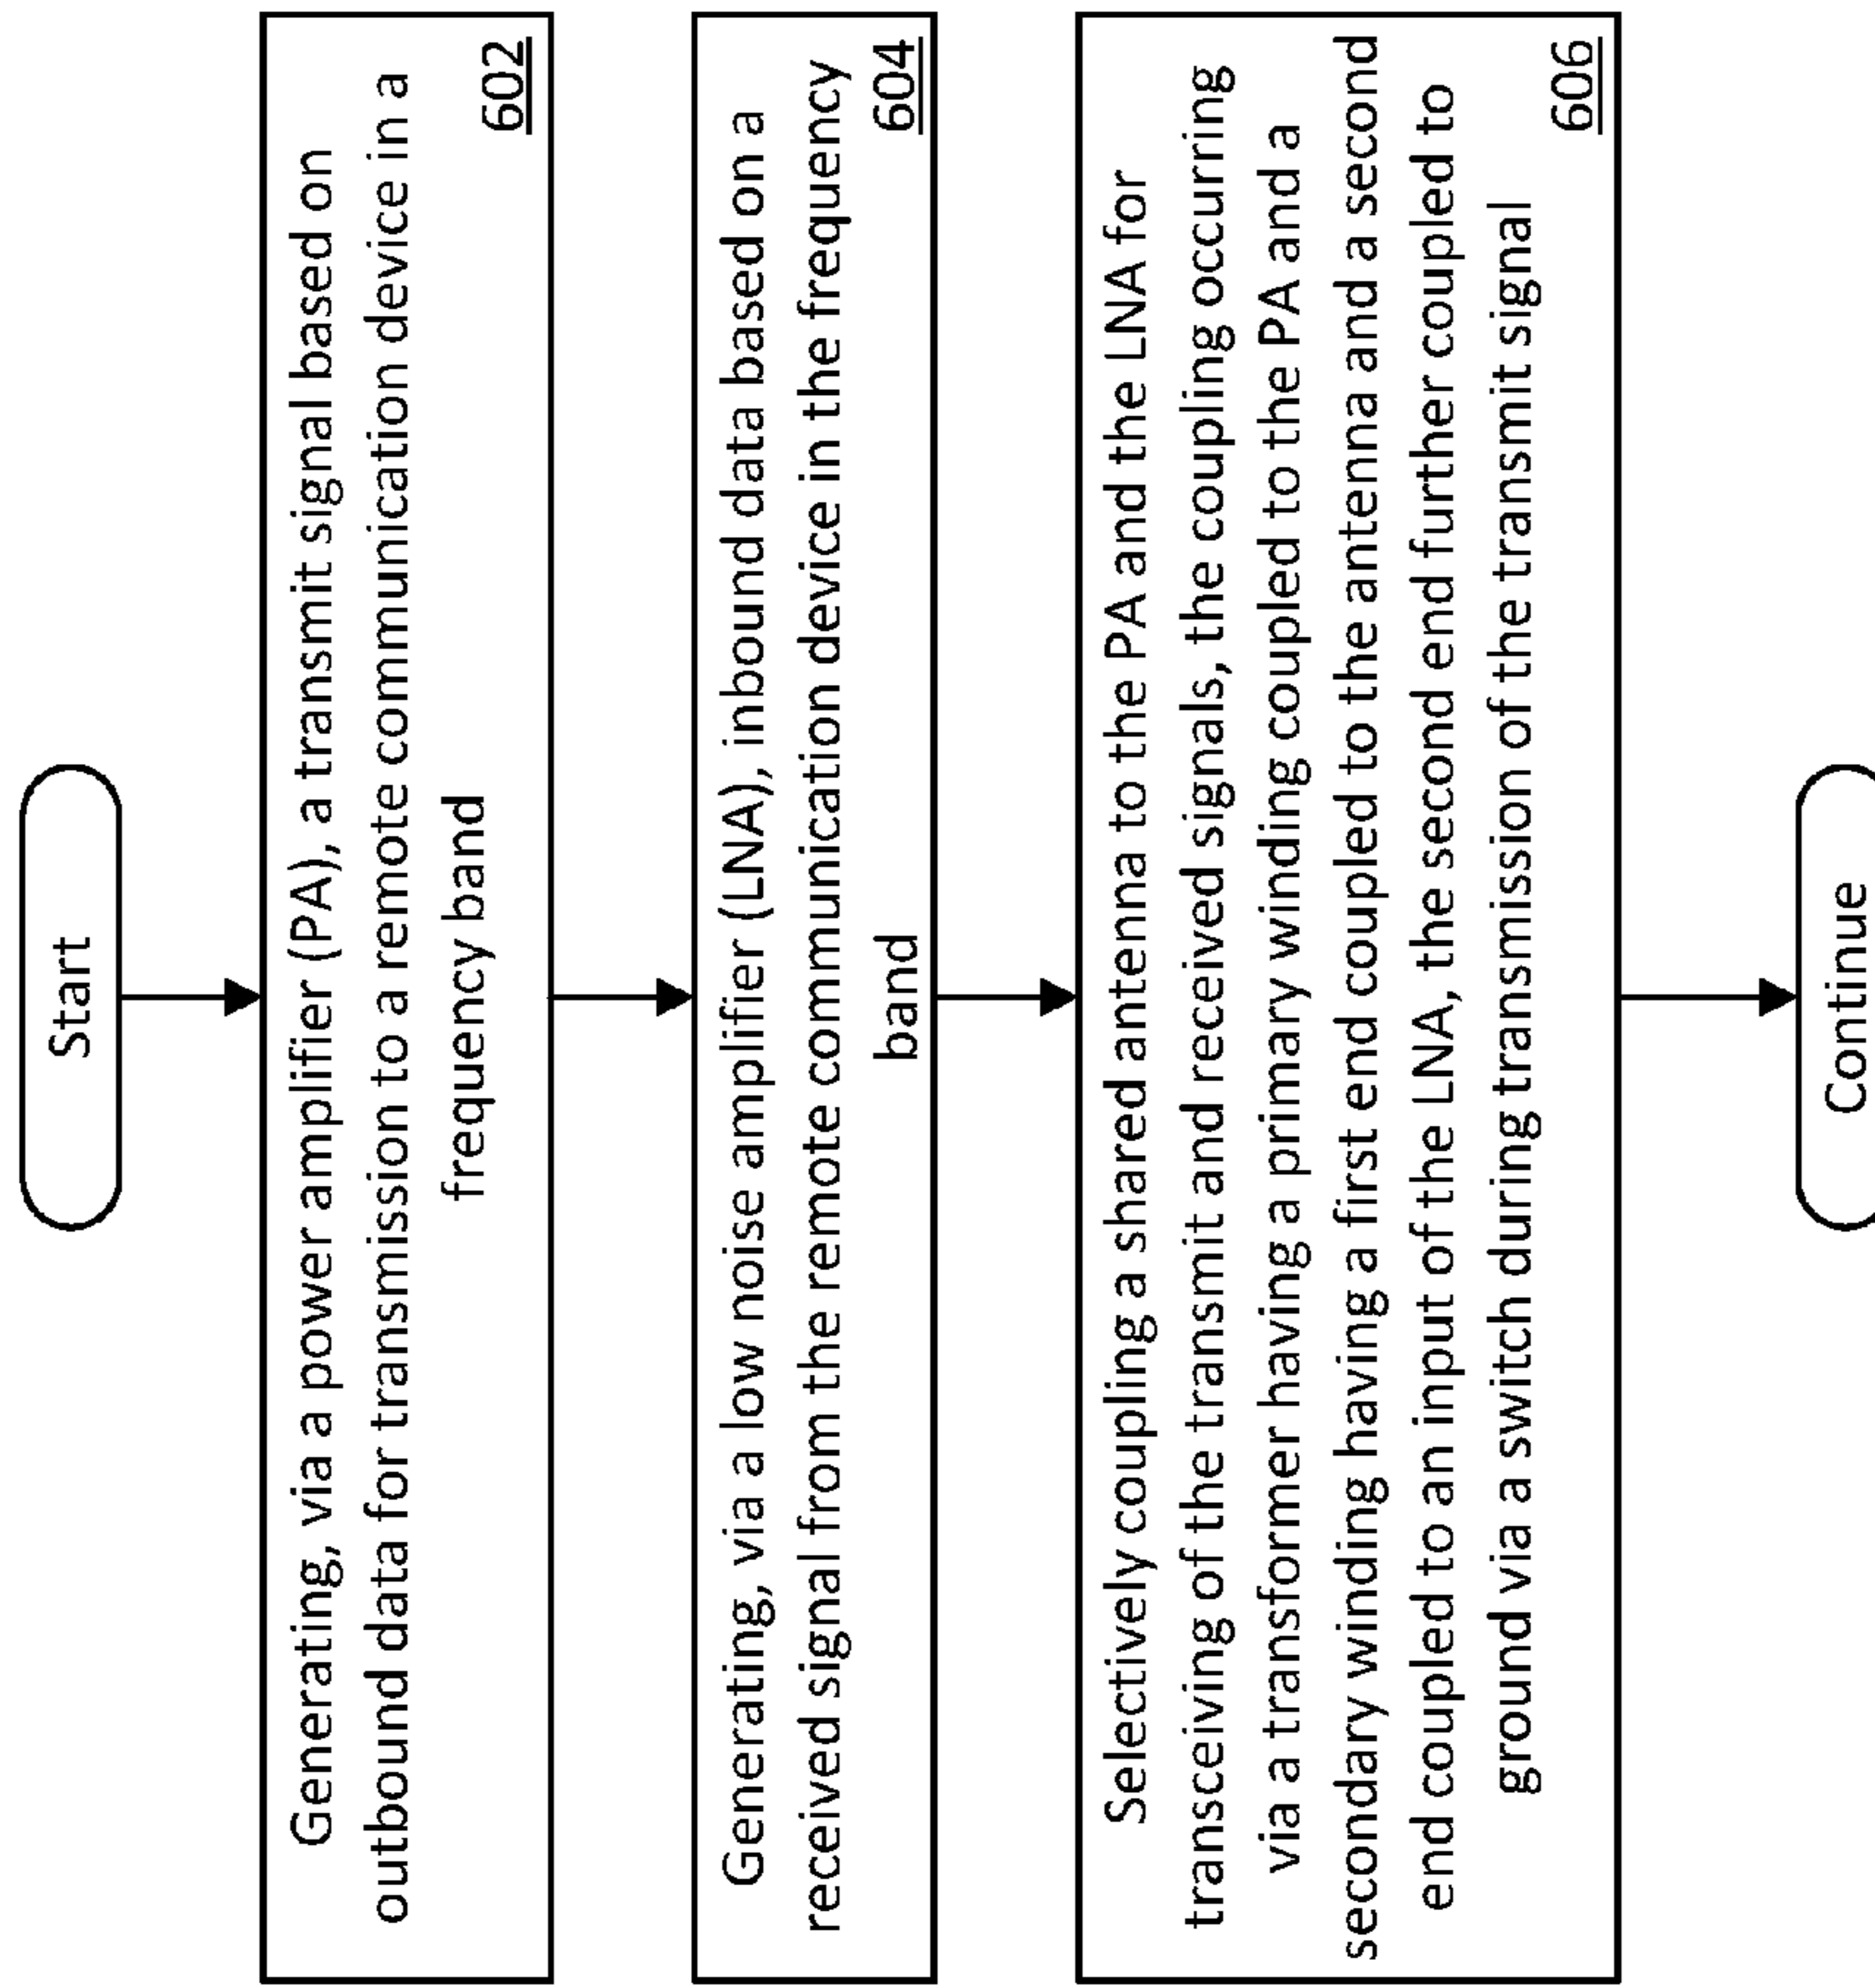 Start
Generating, via a power amplifier (PA), a transmit signal based on
outbound data for transmission to a remote communication device in a
frequency band
602
Generating, via a low noise amplifier (LNA), inbound data based on a
received signal from the remote communication device in the frequency
band
604
Selectively coupling a shared antenna to the PA and the LNA for
transceiving of the transmit and received signals, the coupling occurring
via a transformer having a primary winding coupled to the PA and a
secondary winding having a first end coupled to the antenna and a second
end coupled to an input of the LNA, the second end further coupled to
ground via a switch during transmission of the transmit signal
606
Continue